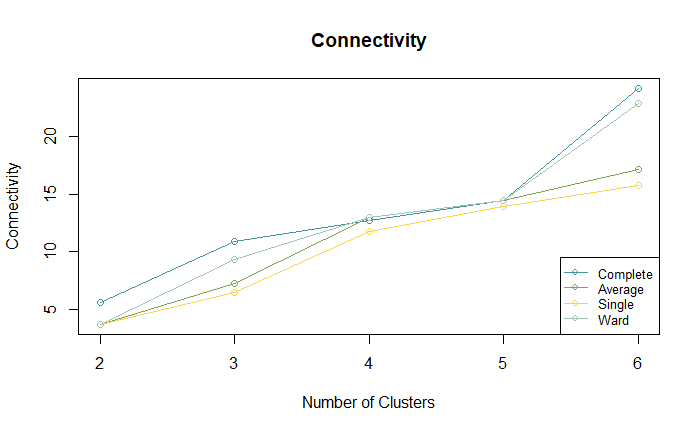 Connectivity
Connectivity
20
15
10
5
2 3 4 5 6
Number of Clusters
Complete
Average
Single
Ward